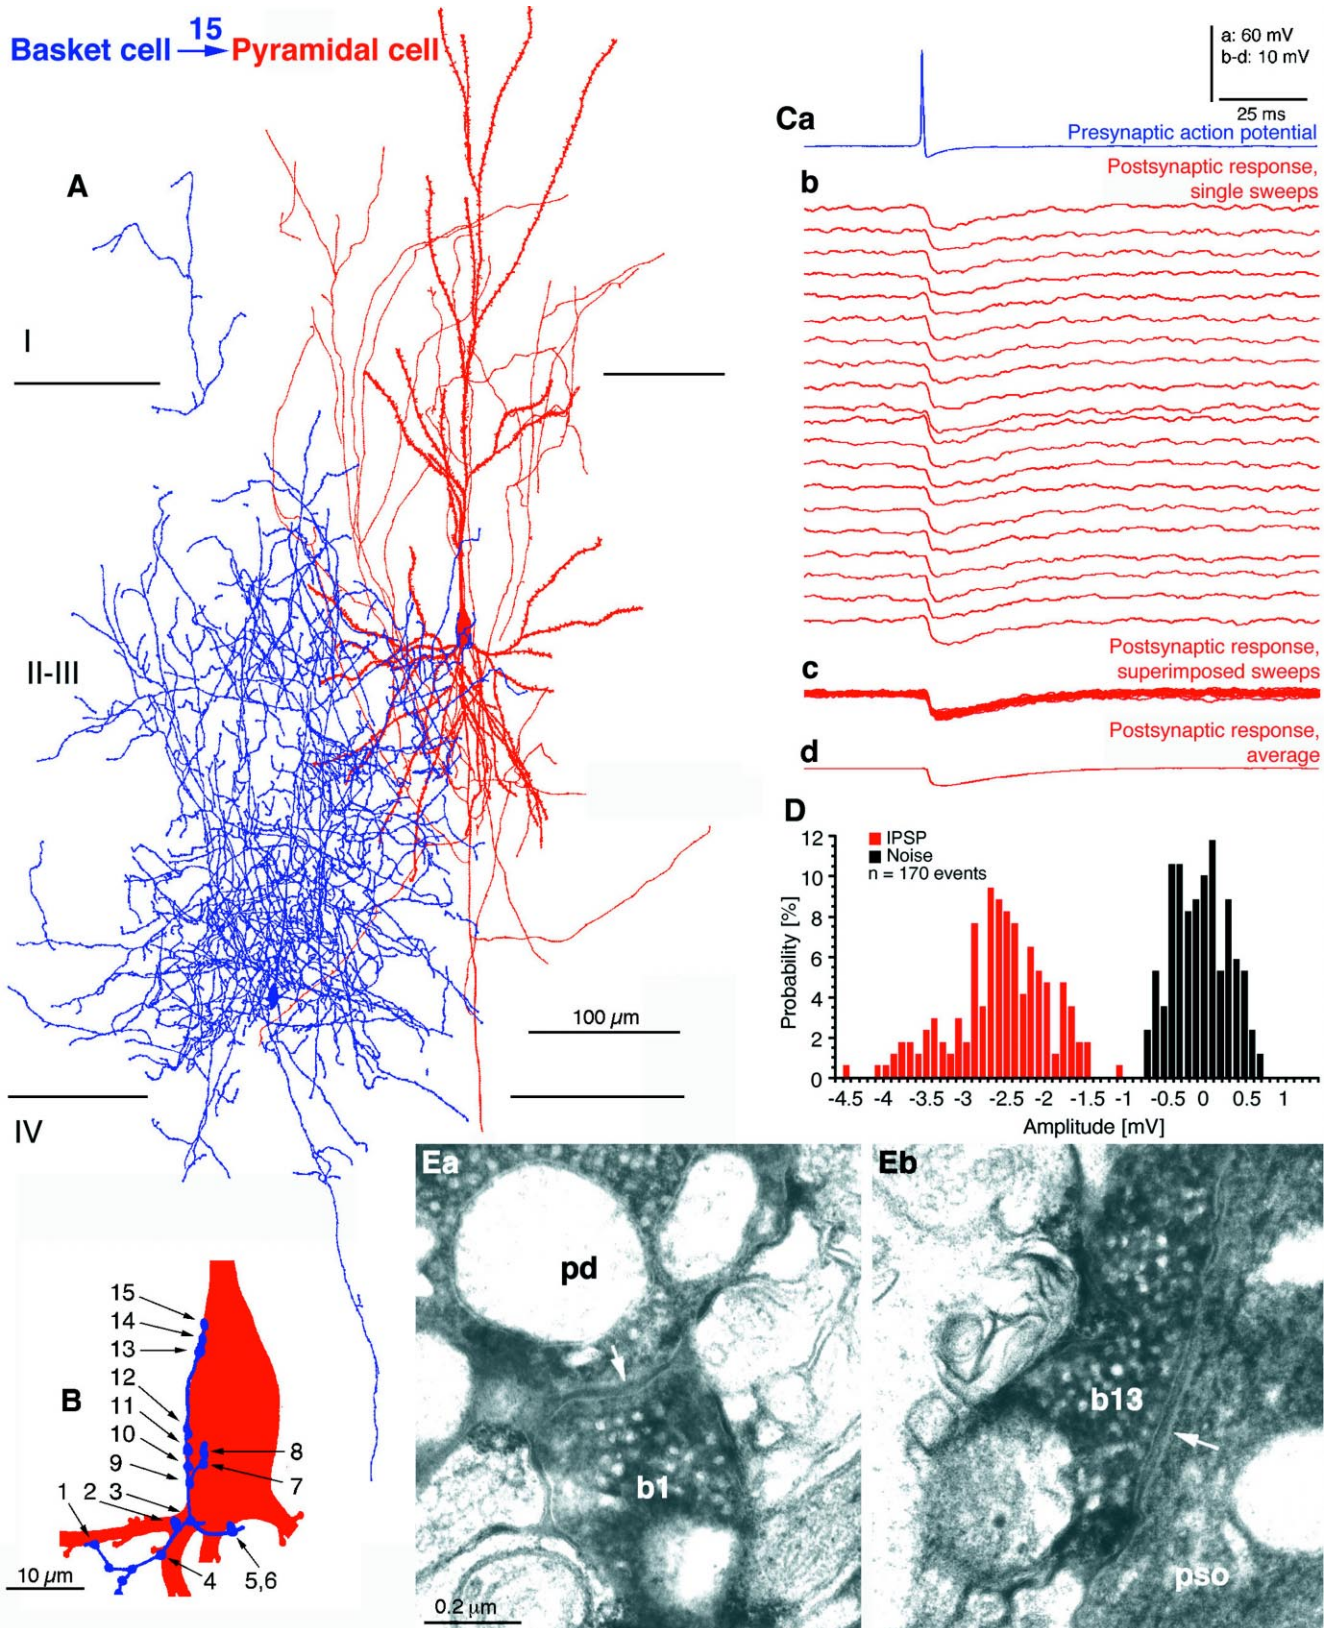 15
Basket cell → Pyramidal cell
A
I
II-III
100 µm
IV
a: 60 mV
b-d: 10 mV
25 ms
Ca
Presynaptic action potential
b
Postsynaptic response,
single sweeps
c
Postsynaptic response,
superimposed sweeps
d
Postsynaptic response,
average
D
IPSP
Noise
n = 170 events
Probability [%]
12
10
8
6
4
2
0
-4.5 -4 -3.5 -3 -2.5 -2 -1.5 -1 -0.5 0 0.5 1
Amplitude [mV]
B
15
14
13
12
11
10
9
8
7
1 2 3
4 5,6
10 µm
Ea
pd
b1
0.2 µm
Eb
b13
pso